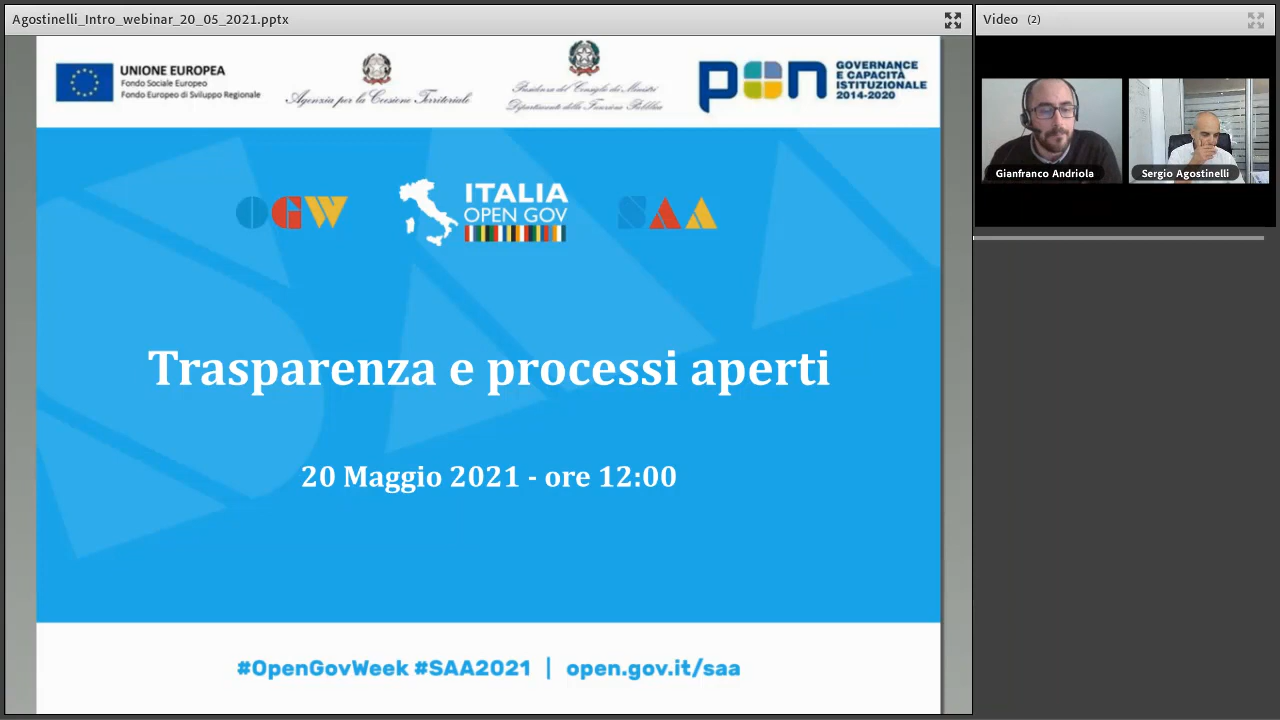 Agostinelli_Intro_webinar_20_05_2021.pptx
Video (2)
UNIONE EUROPEA
Fondo Sociale Europeo
Fondo Europeo di Sviluppo Regionale
Agenzia per la Coesione Territoriale
Presidenza del Consiglio dei Ministri
Dipartimento della Funzione Pubblica
pon
GOVERNANCE
E CAPACITÀ
ISTITUZIONALE
2014-2020
Gianfranco Andriola
Sergio Agostinelli
OGW
ITALIA
OPEN GOV
SAA
Trasparenza e processi aperti
20 Maggio 2021 - ore 12:00
#OpenGovWeek #SAA2021 | open.gov.it/saa